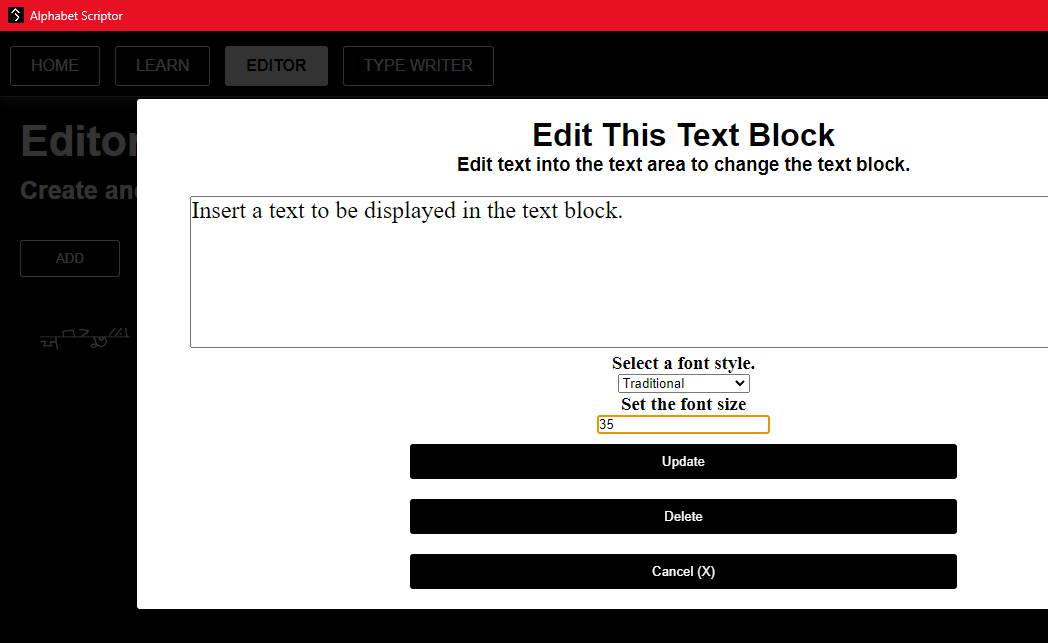 Alphabet Scriptor
HOME LEARN EDITOR TYPE WRITER
Editor
Create an
ADD
Edit This Text Block
Edit text into the text area to change the text block.
Insert a text to be displayed in the text block.
Select a font style.
Traditional
Set the font size
35
Update
Delete
Cancel (X)